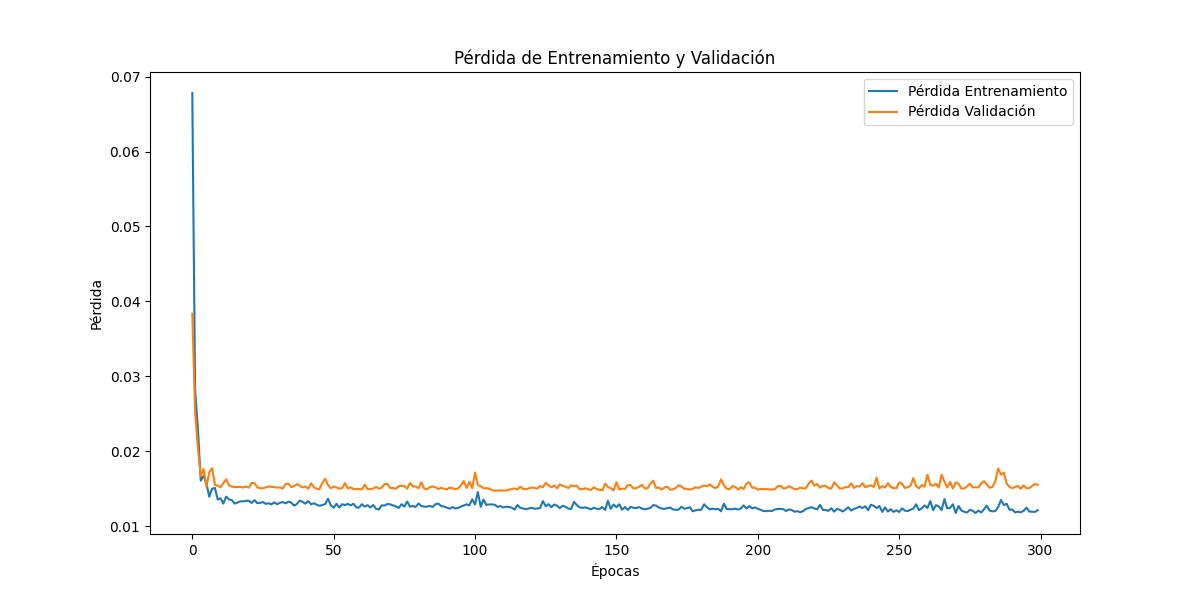 Pérdida de Entrenamiento y Validación
Pérdida Entrenamiento
Pérdida Validación
Pérdida
0.07
0.06
0.05
0.04
0.03
0.02
0.01
0
50
100
150
200
250
300
Épocas